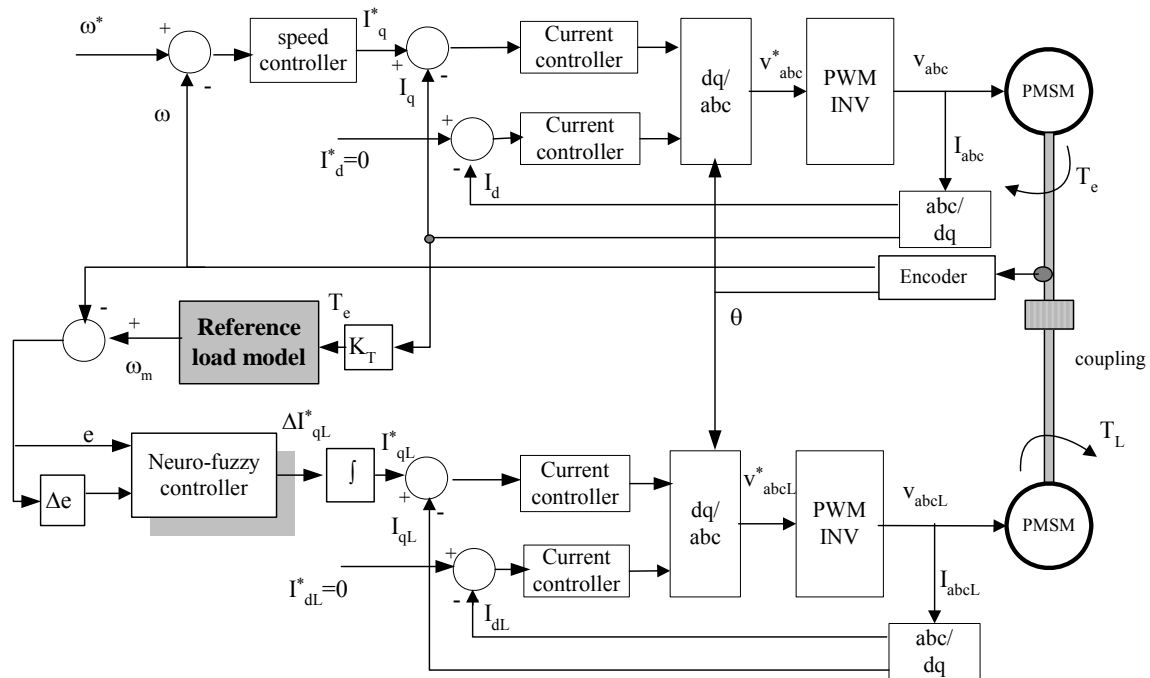 ω*
+
-
ω
speed
controller
I*q
+
-
Iq
Current
controller
dq/
abc
v*abc
PWM
INV
vabc
PMSM
I*d=0
+
-
Id
Current
controller
Iabc
abc/
dq
Te
Encoder
θ
coupling
-
+
ωm
Reference
load model
Te
KT
e
Δe
Neuro-fuzzy
controller
ΔI*qL
∫
I*qL
+
-
IqL
Current
controller
dq/
abc
v*abcL
PWM
INV
vabcL
PMSM
TL
I*dL=0
+
-
IdL
Current
controller
IabcL
abc/
dq